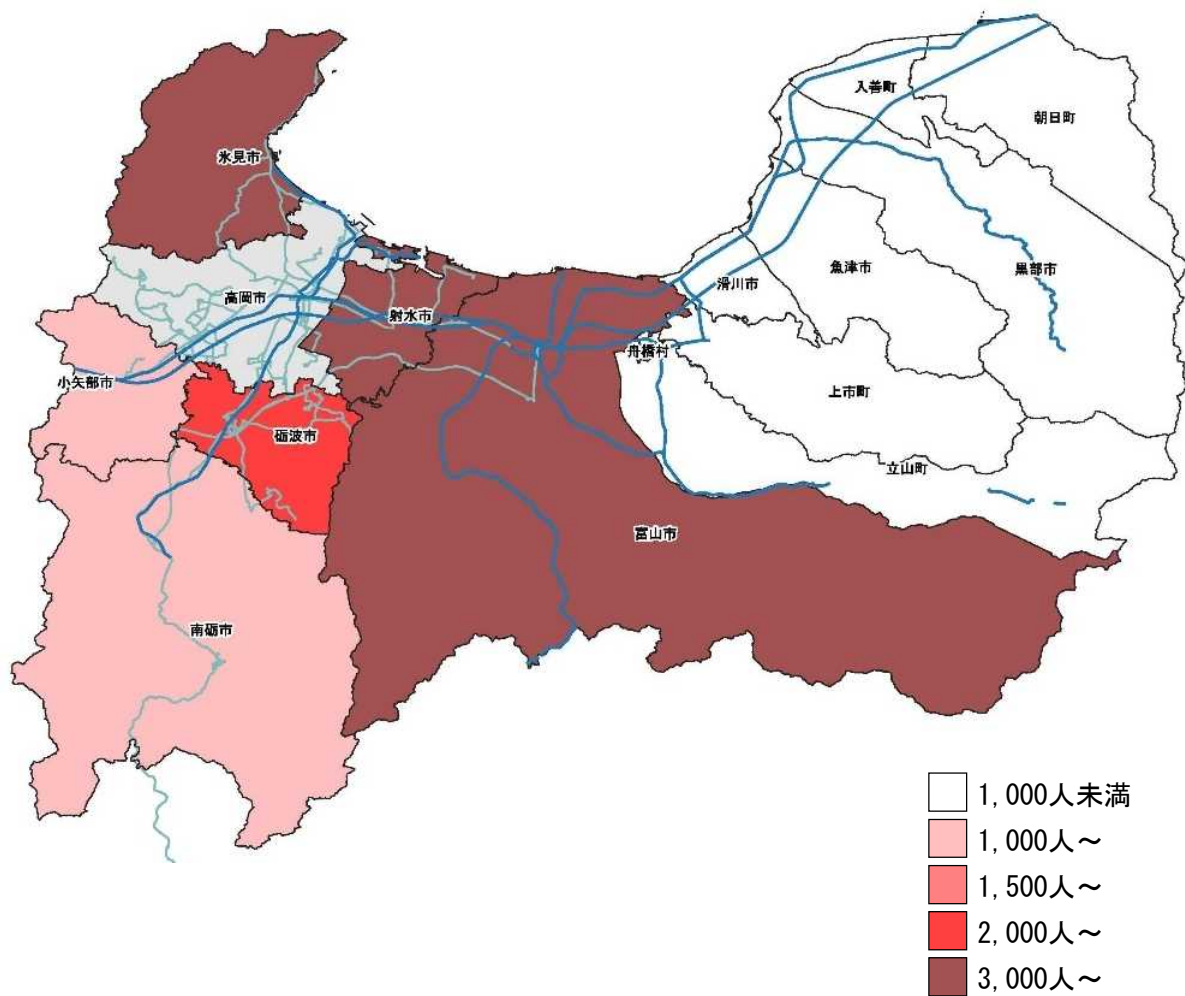 入善町
朝日町
氷見市
魚津市
黒部市
滑川市
高岡市
射水市
舟橋村
小矢部市
上市町
砺波市
立山町
富山市
南砺市
1,000人未満
1,000人～
1,500人～
2,000人～
3,000人～